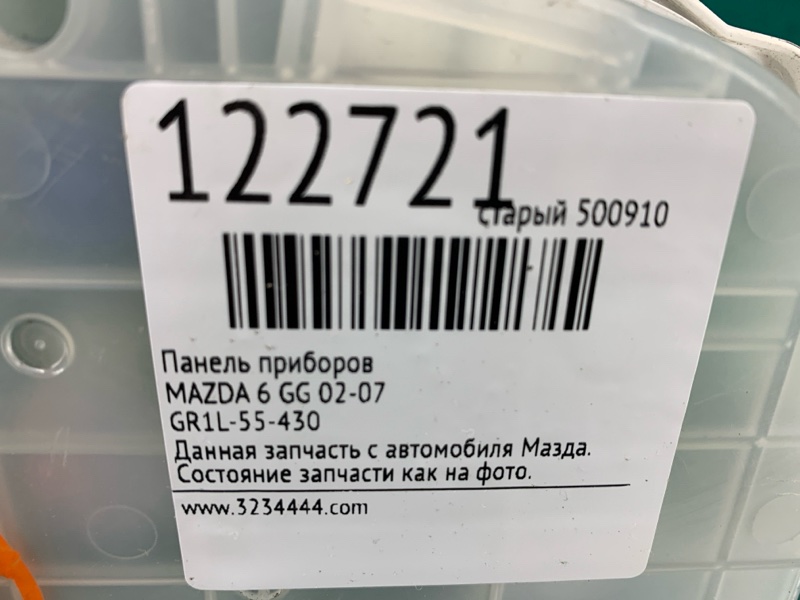 122721
старый 500910
Панель приборов
MAZDA 6 GG 02-07
GR1L-55-430
Данная запчасть с автомобиля Мазда.
Состояние запчасти как на фото.
www.3234444.com